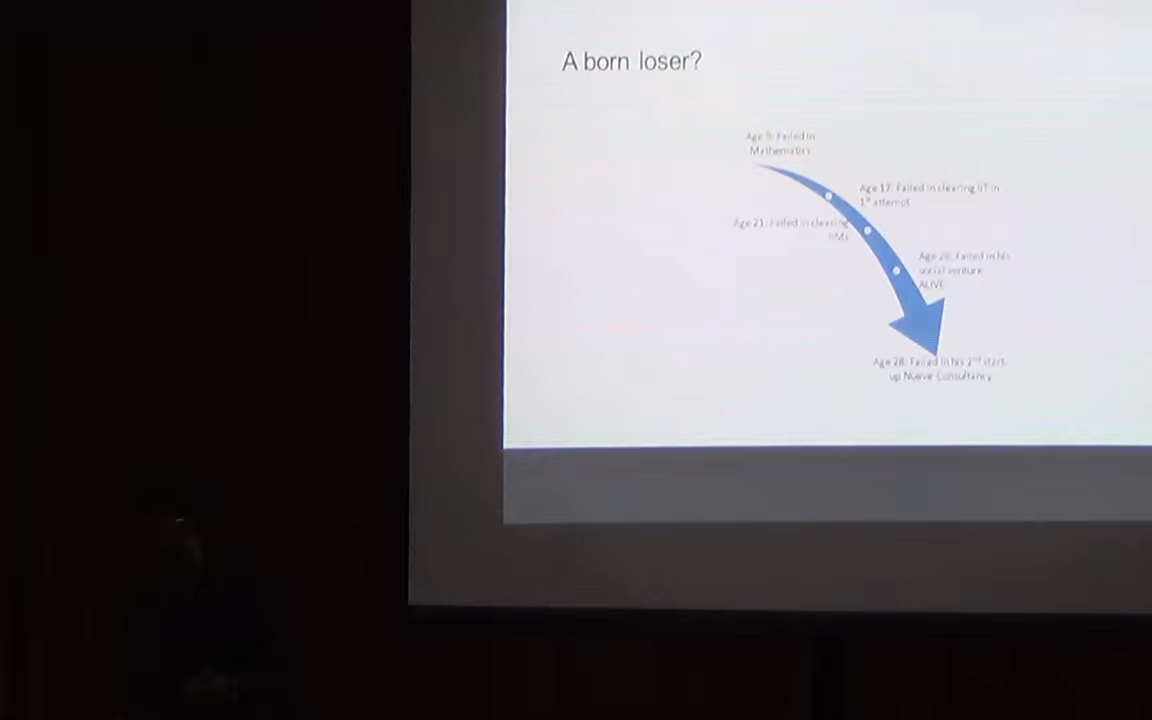 A born loser?
Age 9: Failed in
Mathematics
Age 17: Failed in clearing IIT in
1st attempt
Age 21: Failed in clearing
IIMs
Age 26: Failed in his
social venture
ALIVE
Age 28: Failed in his 2nd start-
up Nueve Consultancy